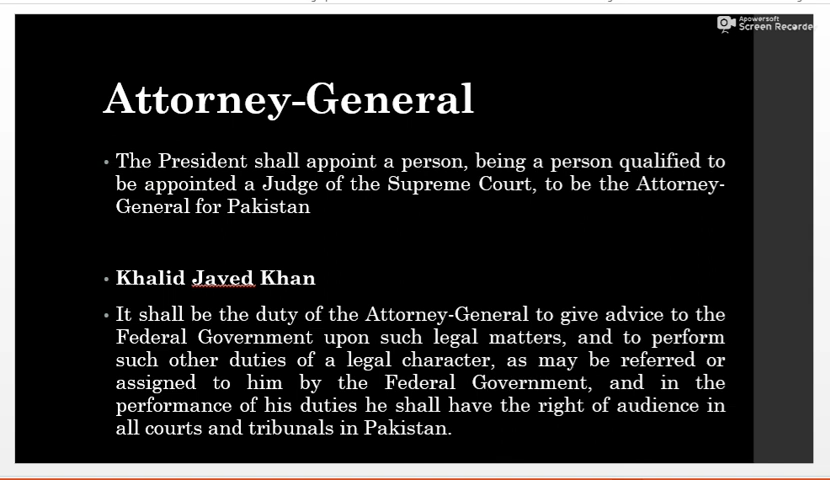 Apowersoft
Screen Recorder
Attorney-General
• The President shall appoint a person, being a person qualified to
be appointed a Judge of the Supreme Court, to be the Attorney-
General for Pakistan
• Khalid Javed Khan
• It shall be the duty of the Attorney-General to give advice to the
Federal Government upon such legal matters, and to perform
such other duties of a legal character, as may be referred or
assigned to him by the Federal Government, and in the
performance of his duties he shall have the right of audience in
all courts and tribunals in Pakistan.